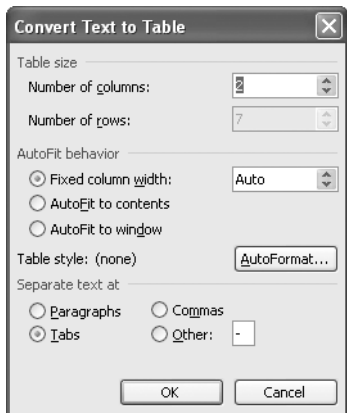 Convert Text to Table
Table size
Number of columns: 2
Number of rows: 7
AutoFit behavior
Fixed column width: Auto
AutoFit to contents
AutoFit to window
Table style: (none) AutoFormat...
Separate text at
Paragraphs Commas
Tabs Other: -
OK Cancel